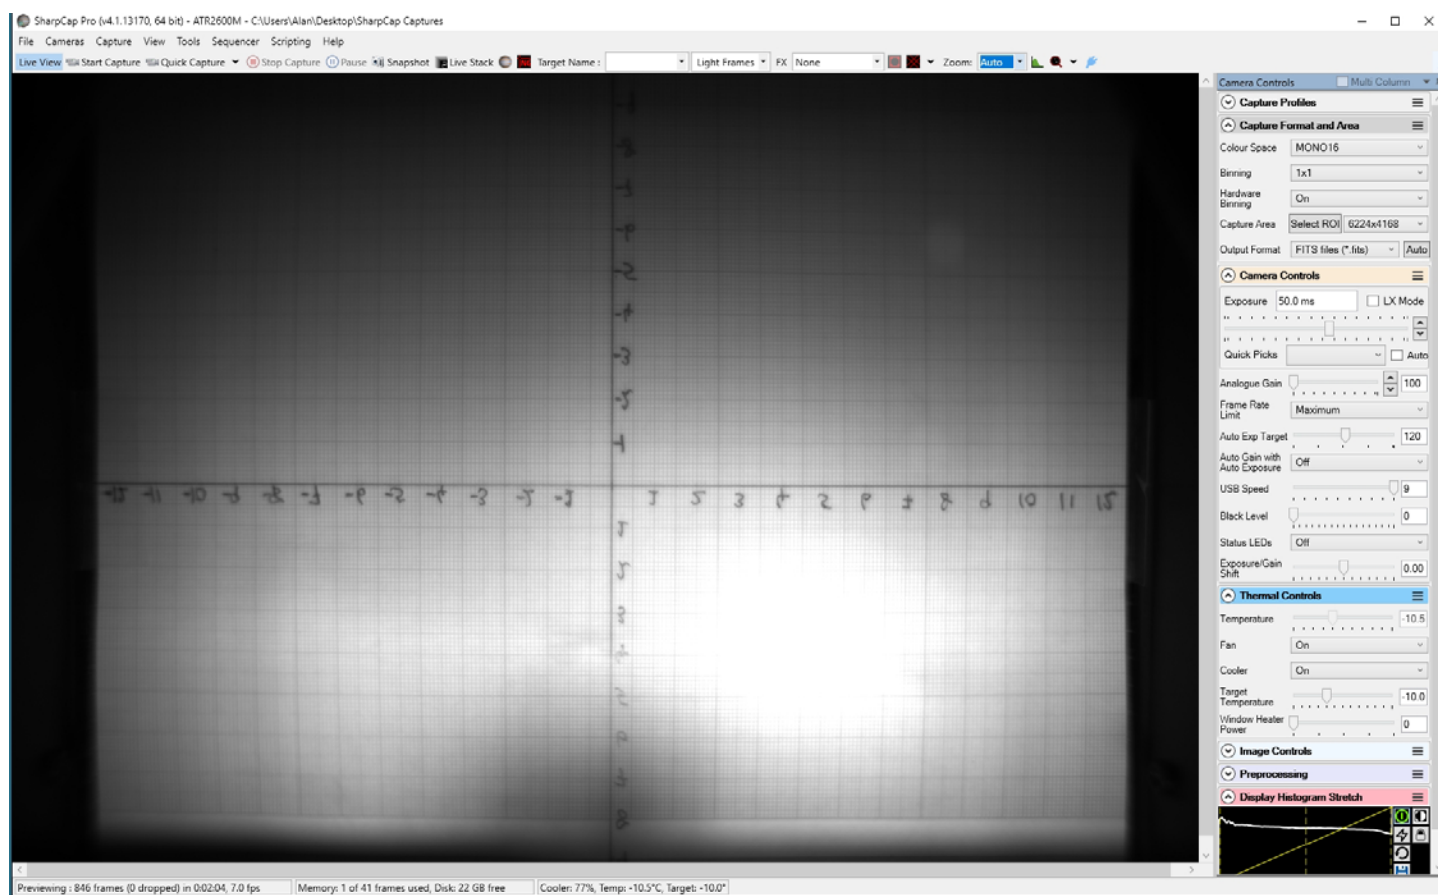 SharpCap Pro (v4.1.13170, 64 bit) - ATR2600M - C:\Users\Alan\Desktop\SharpCap Captures
File Cameras Capture View Tools Sequencer Scripting Help
Live View Start Capture Quick Capture Stop Capture Pause Snapshot Live Stack Target Name : Light Frames FX None Zoom: Auto
Camera Controls Multi Column
Capture Profiles
Capture Format and Area
Colour Space MONO16
Binning 1x1
Hardware Binning On
Capture Area Select ROI 6224x4168
Output Format FITS files (*.fits) Auto
Camera Controls
Exposure 50.0 ms LX Mode
Quick Picks Auto
Analogue Gain 100
Frame Rate Limit Maximum
Auto Exp Target 120
Auto Gain with Auto Exposure Off
USB Speed 9
Black Level 0
Status LEDs Off
Exposure/Gain Shift 0.00
Thermal Controls
Temperature -10.5
Fan On
Cooler On
Target Temperature -10.0
Window Heater Power 0
Image Controls
Preprocessing
Display Histogram Stretch
Previewing : 846 frames (0 dropped) in 0:02:04, 7.0 fps Memory: 1 of 41 frames used, Disk: 22 GB free Cooler: 77%, Temp: -10.5°C, Target: -10.0°